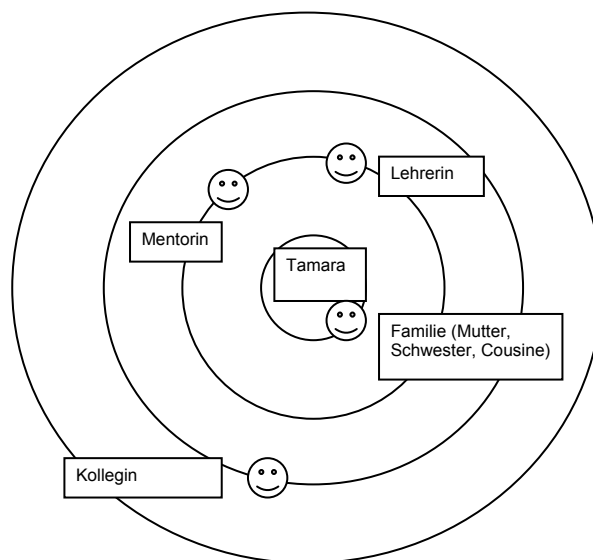 Lehrerin
Mentorin
Tamara
Familie (Mutter,
Schwester, Cousine)
Kollegin